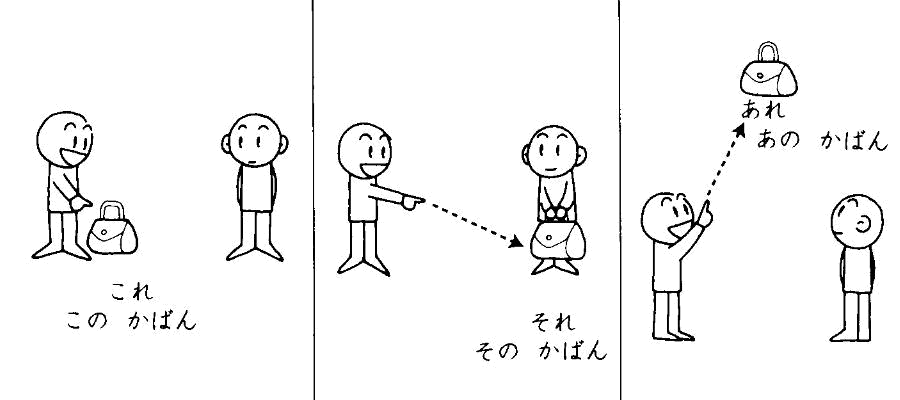 これ
この かばん
それ
その かばん
あれ
あの かばん